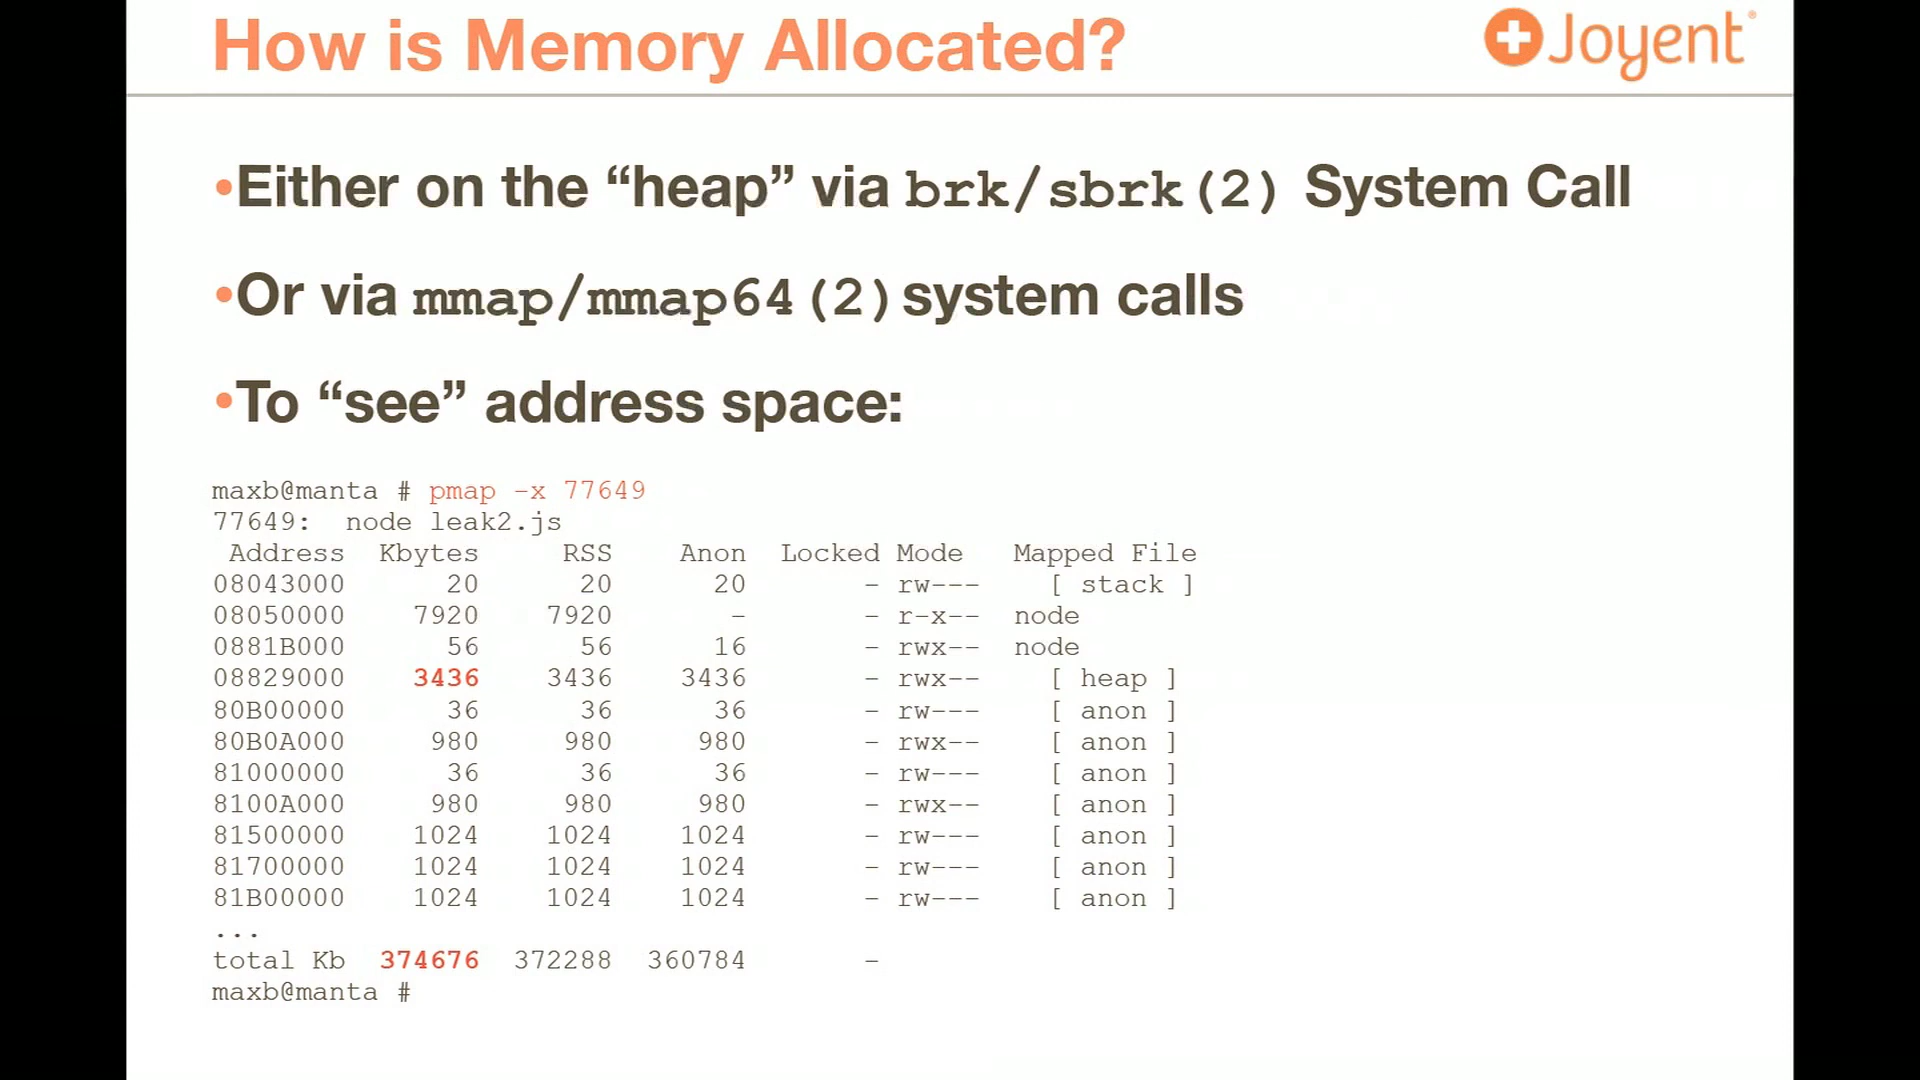 How is Memory Allocated?
Joyent®
•Either on the “heap” via brk/sbrk(2) System Call
•Or via mmap/mmap64(2)system calls
•To “see” address space:
maxb@manta # pmap -x 77649
77649:  node leak2.js
 Address  Kbytes     RSS    Anon  Locked Mode   Mapped File
08043000      20      20      20       - rw---    [ stack ]
08050000    7920    7920       -       - r-x--  node
0881B000      56      56      16       - rwx--  node
08829000    3436    3436    3436       - rwx--    [ heap ]
80B00000      36      36      36       - rw---    [ anon ]
80B0A000     980     980     980       - rwx--    [ anon ]
81000000      36      36      36       - rw---    [ anon ]
8100A000     980     980     980       - rwx--    [ anon ]
81500000    1024    1024    1024       - rw---    [ anon ]
81700000    1024    1024    1024       - rw---    [ anon ]
81B00000    1024    1024    1024       - rw---    [ anon ]
...
total Kb  374676  372288  360784       -
maxb@manta #